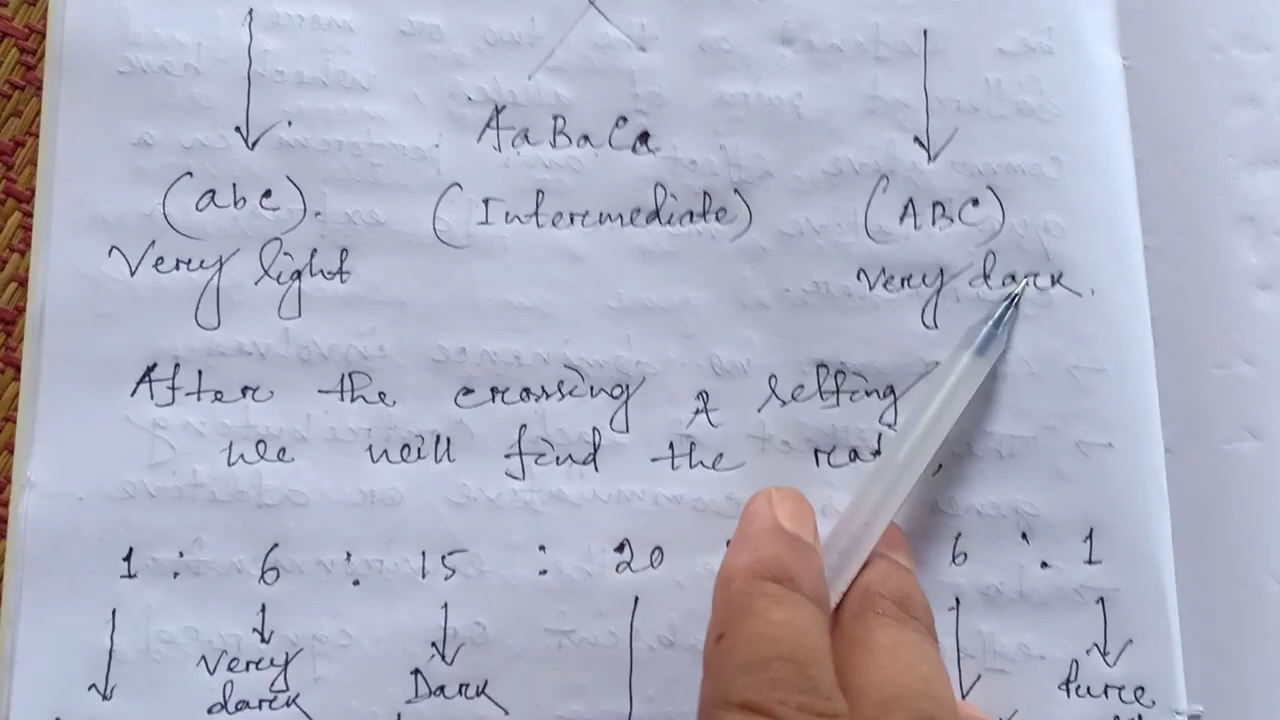 AaBaCa
(abc). (Intermediate) (ABC)
Very light very dark.
After the crossing & selfing
we will find the
1 : 6 : 15 : 20 6 : 1
Very dark Dark Pure